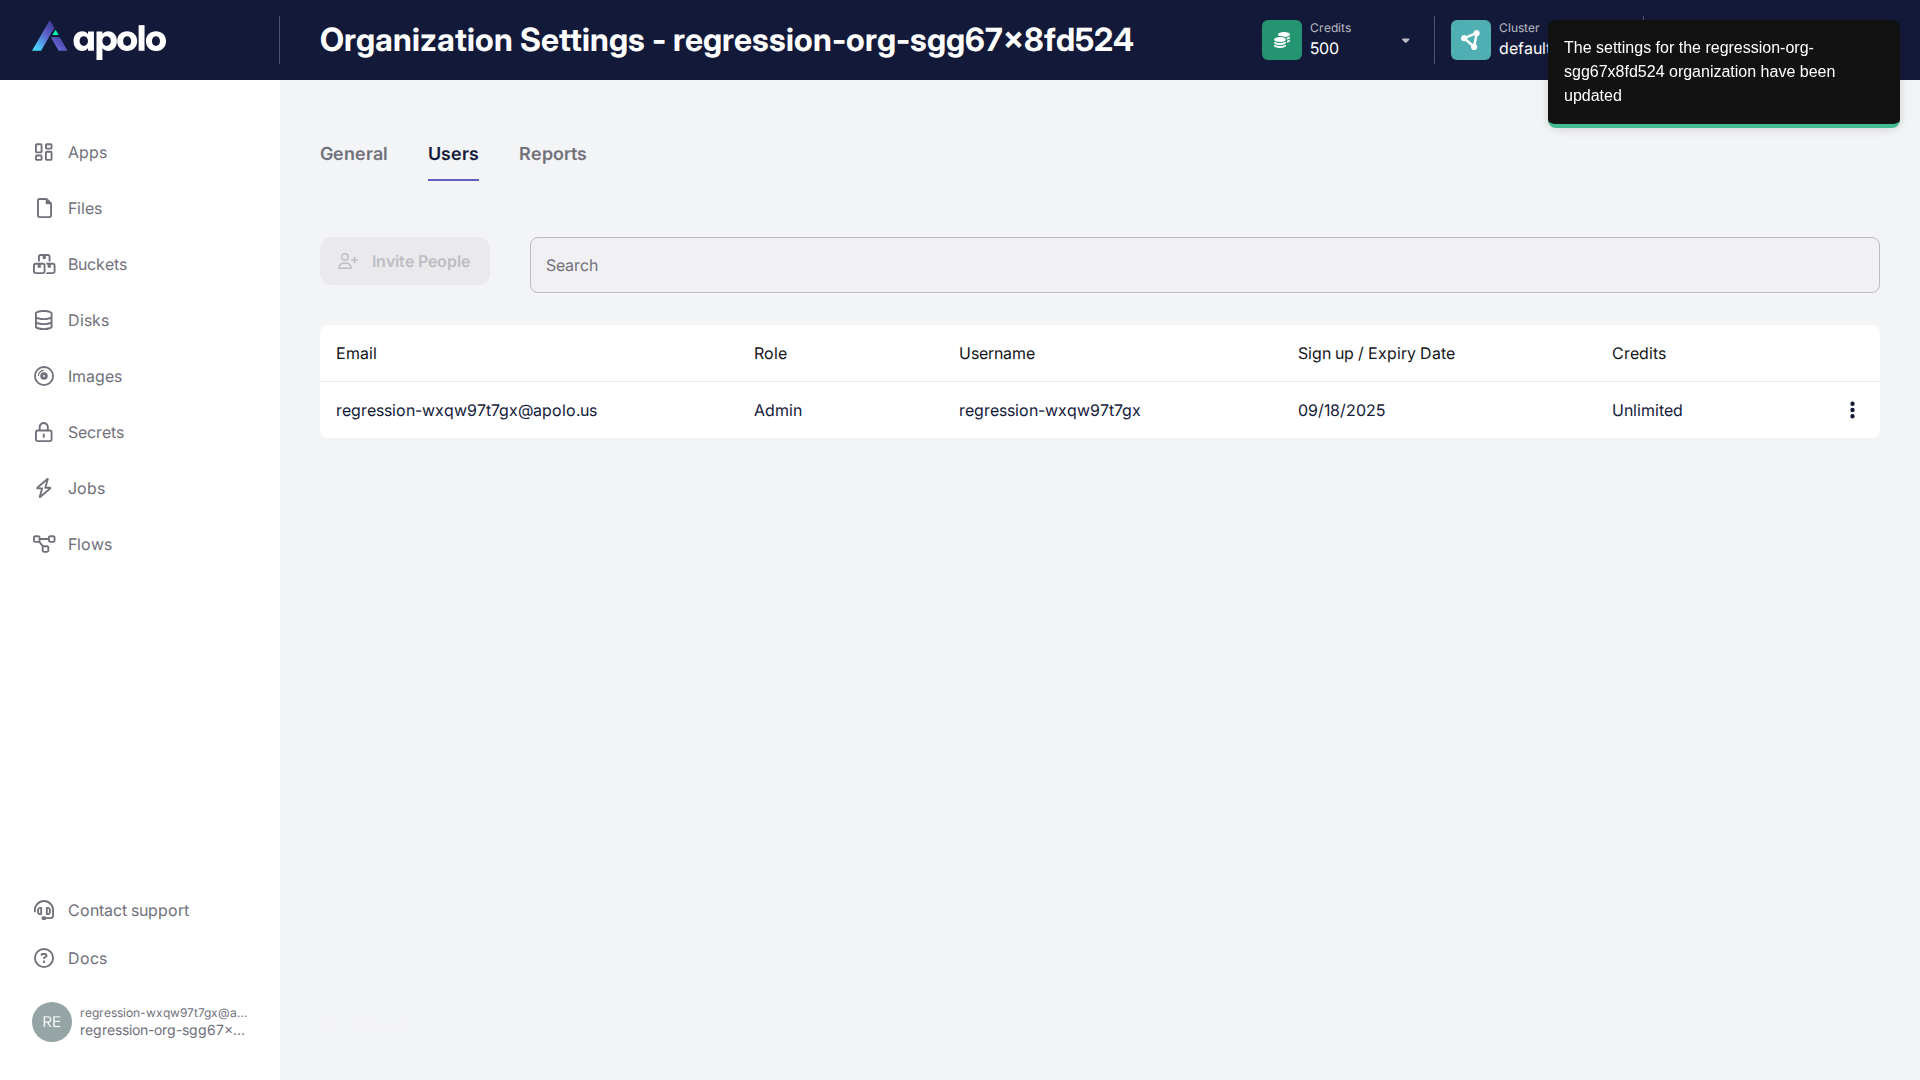 apolo
Organization Settings - regression-org-sgg67x8fd524
Credits
500
Cluster
default
The settings for the regression-org-
sgg67x8fd524 organization have been
updated
Apps
Files
Buckets
Disks
Images
Secrets
Jobs
Flows
General
Users
Reports
Invite People
Search
Email Role Username Sign up / Expiry Date Credits
regression-wxqw97t7gx@apolo.us Admin regression-wxqw97t7gx 09/18/2025 Unlimited
Contact support
Docs
RE
regression-wxqw97t7gx@a...
regression-org-sgg67x...